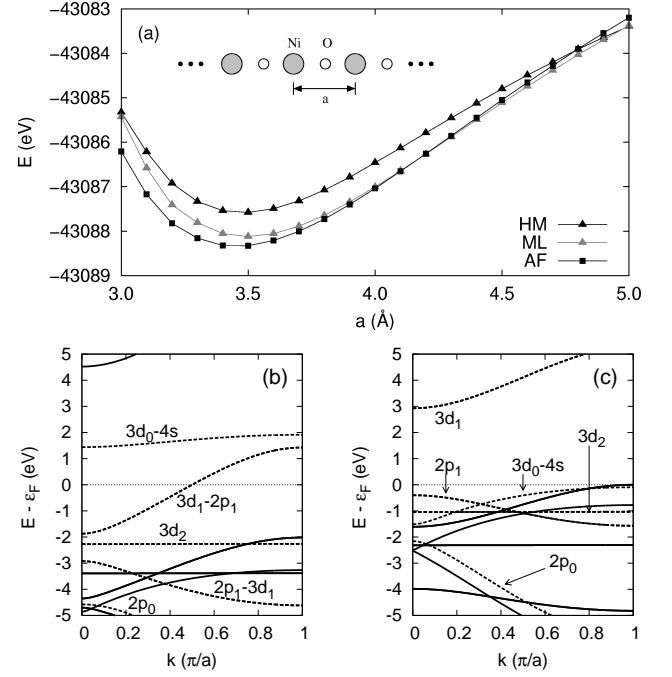 (a)
Ni O
a
−43083
−43084
−43085
−43086
−43087
−43088
−43089
E (eV)
HM
ML
AF
3.0 3.5 4.0 4.5 5.0
a (Å)
(b)
5
4
3
2
1
0
-1
-2
-3
-4
-5
E - εF (eV)
3d0-4s
3d1-2p1
3d2
2p1-3d1
2p0
0 0.2 0.4 0.6 0.8 1
k (π/a)
(c)
5
4
3
2
1
0
-1
-2
-3
-4
-5
E - εF (eV)
3d1
3d2
2p1 3d0-4s
2p0
0 0.2 0.4 0.6 0.8 1
k (π/a)